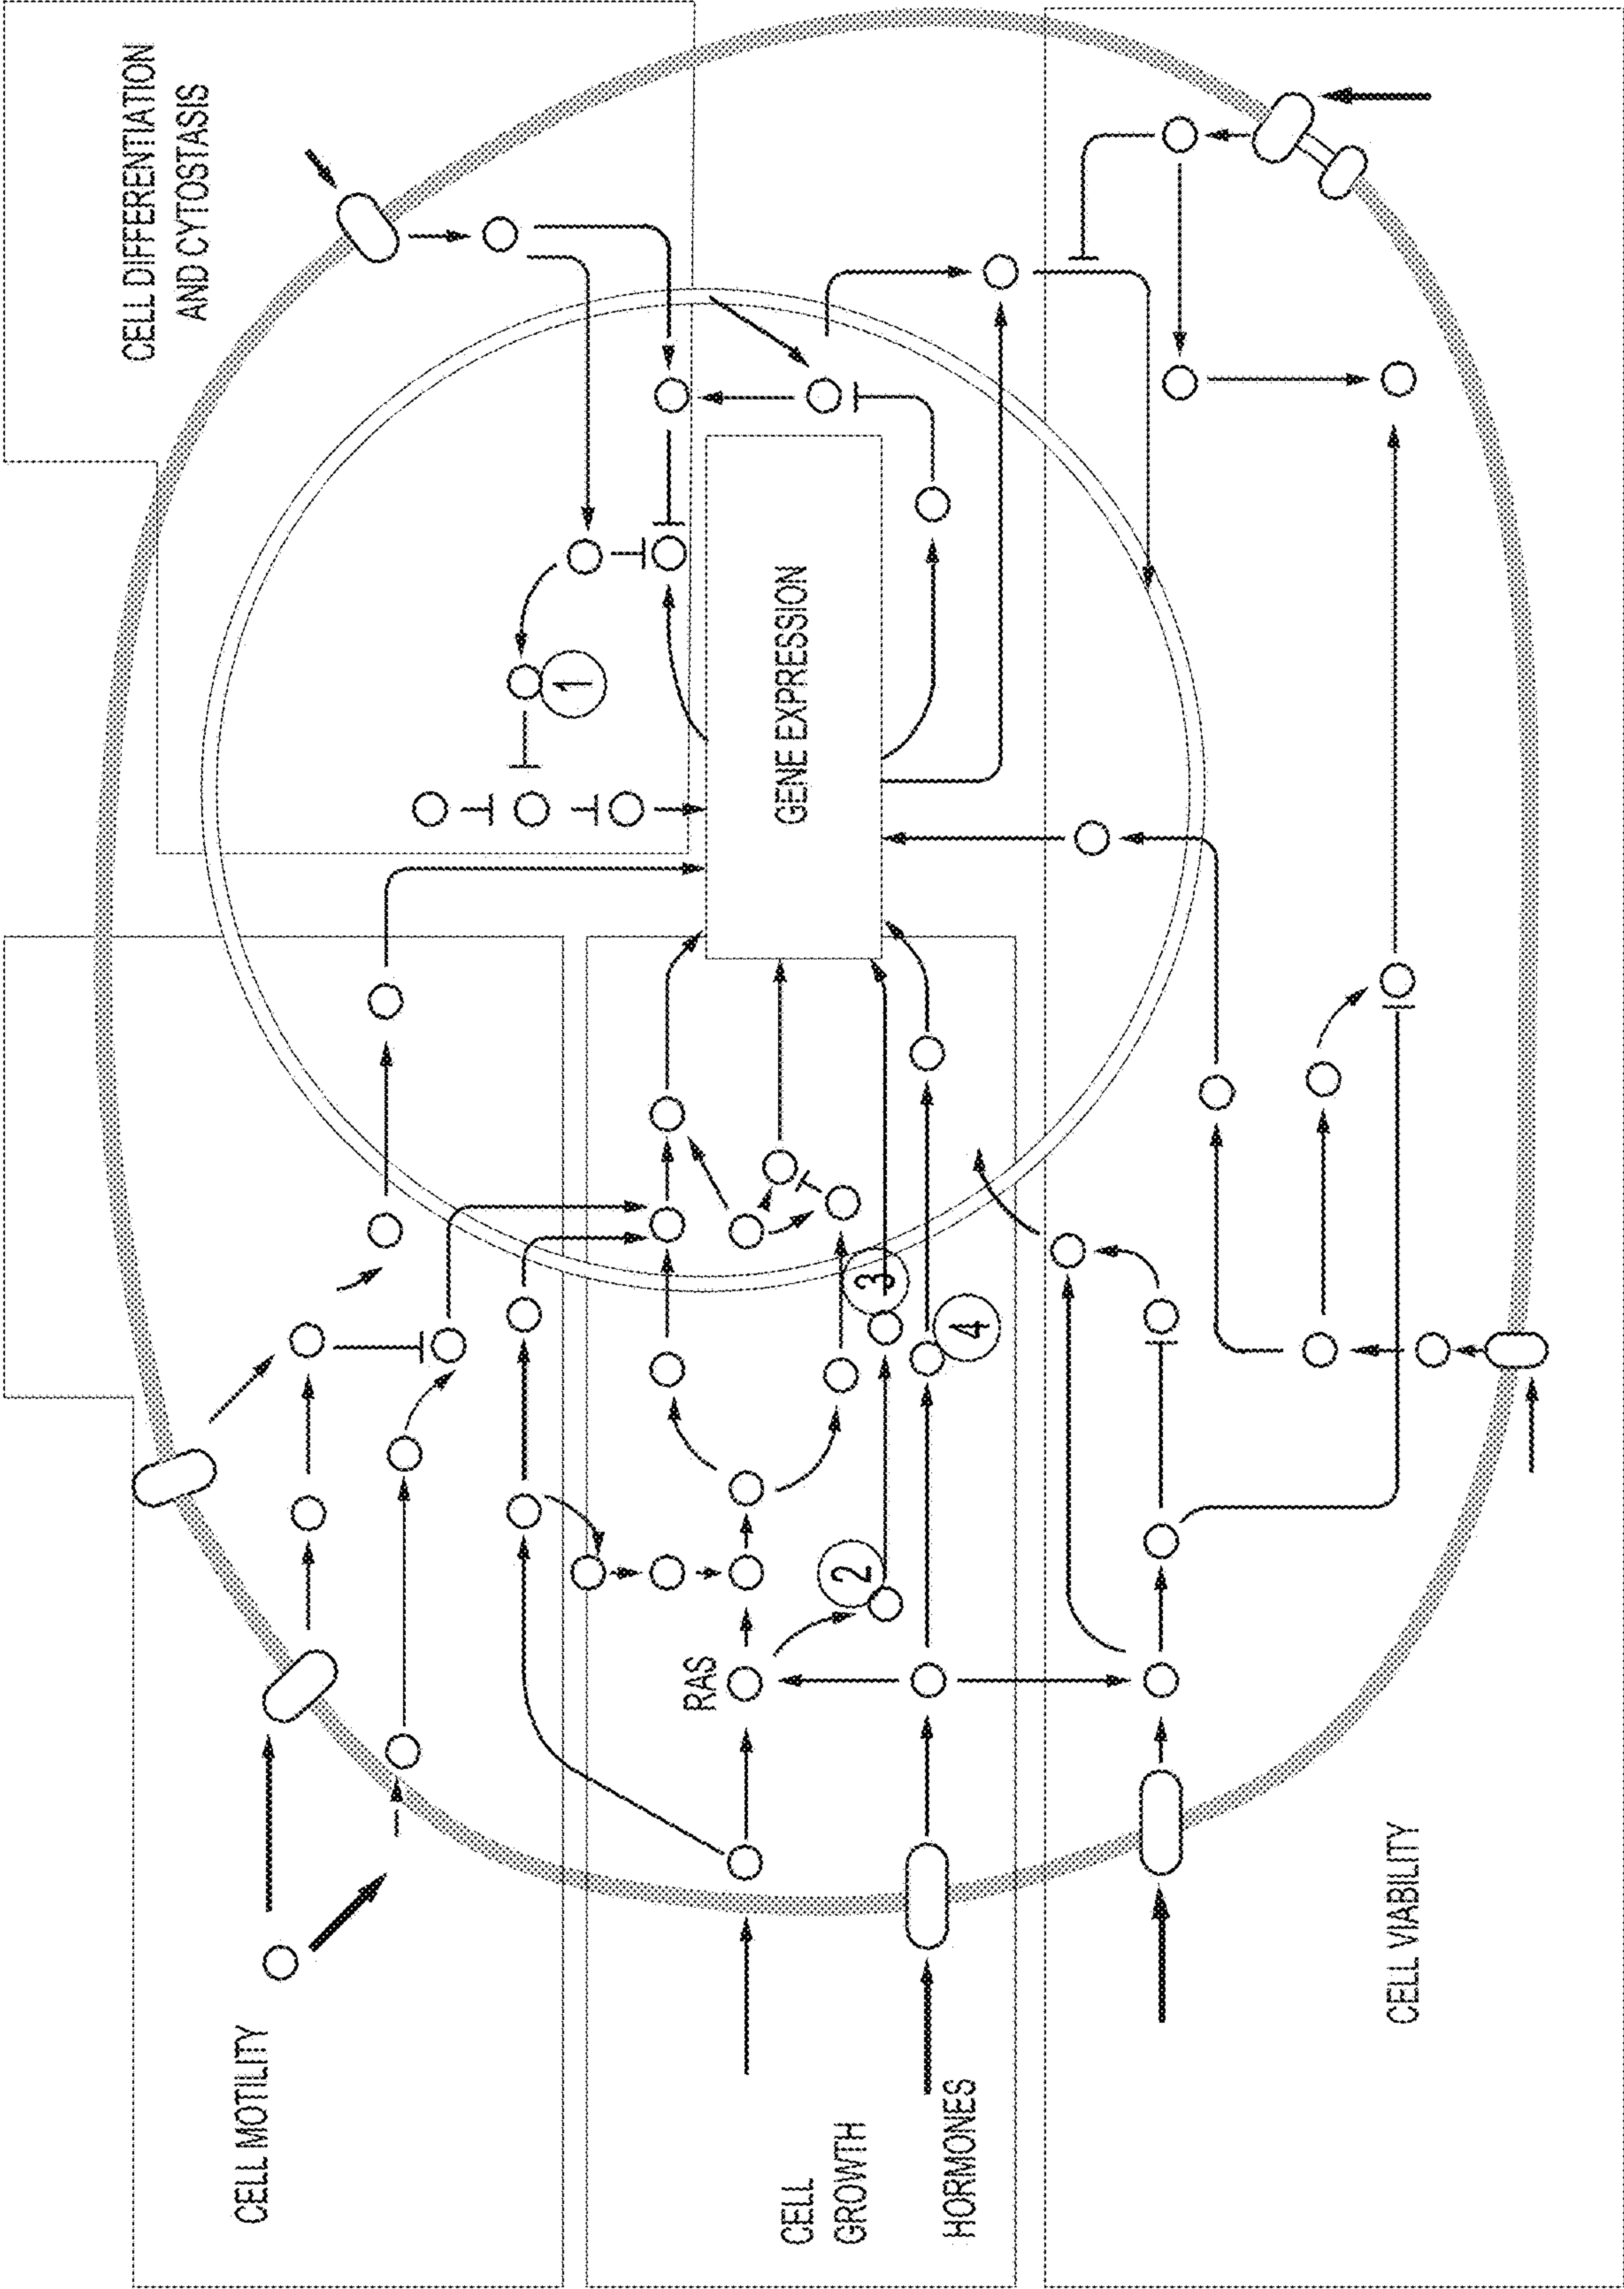 CELL MOTILITY
CELL
GROWTH
HORMONES
CELL VIABILITY
RAS
2
3
4
GENE EXPRESSION
1
CELL DIFFERENTIATION
AND CYTOSTASIS